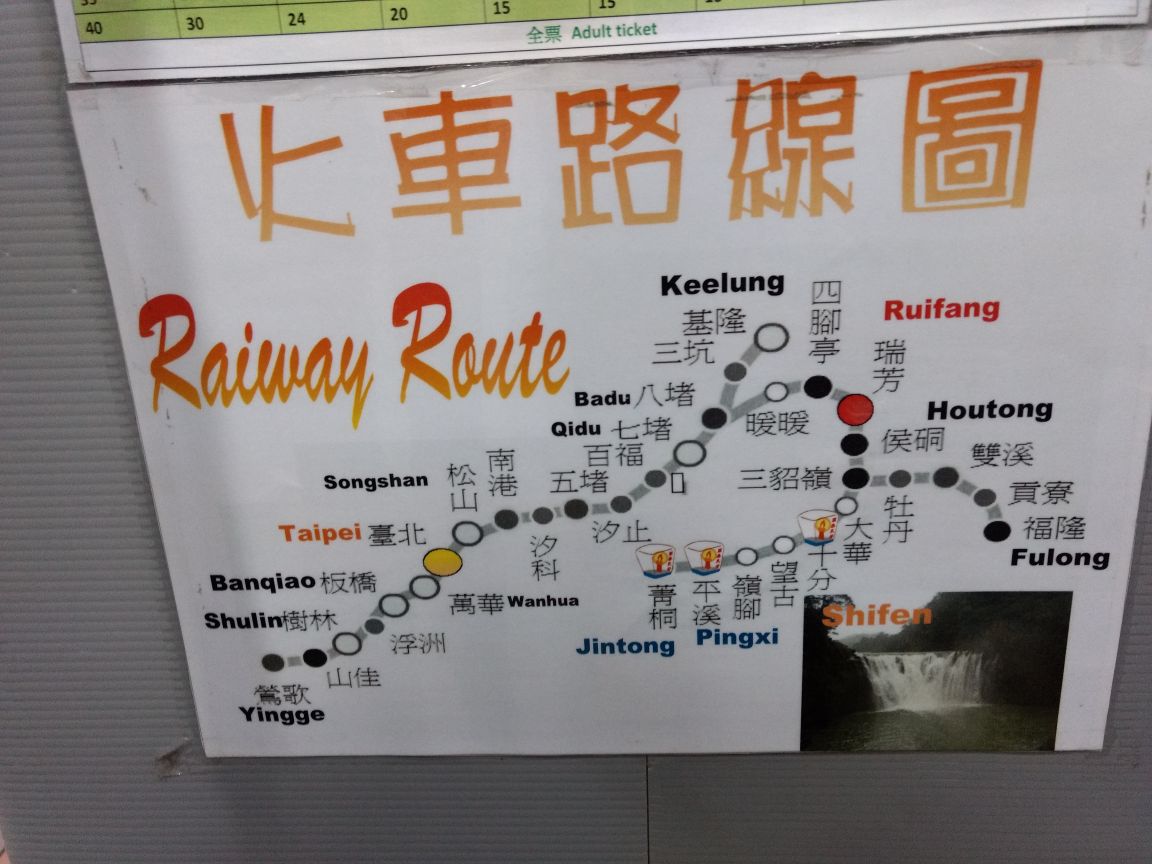 35
15
15
40 30 24 20
全票 Adult ticket
火車路線圖
Raiway Route
Keelung
基隆
三坑
四腳亭
Ruifang
瑞芳
Badu 八堵
暖暖
Houtong
侯硐
Qidu 七堵
百福
三貂嶺
雙溪
Songshan
松山
南港
五堵
牡丹
貢寮
Taipei 臺北
汐止
福隆
Fulong
汐科
大華
十分
望古
嶺腳
平溪
菁桐
Banqiao 板橋
萬華 Wanhua
Shulin 樹林
浮洲
Shifen
Jintong
Pingxi
山佳
鶯歌
Yingge